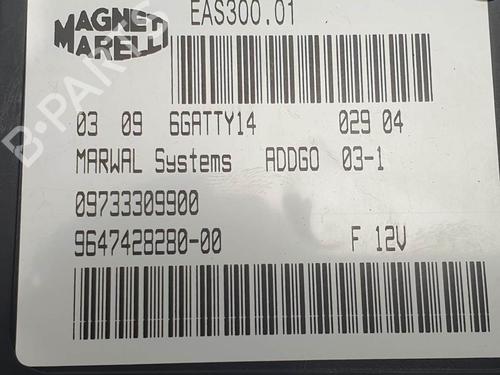 MAGNETI
MARELLI
EAS300.01
03 09 6GATTY14 029 04
MARWAL Systems ADDGO 03-1
09733309900
9647428280-00 F 12V
B-PARTS